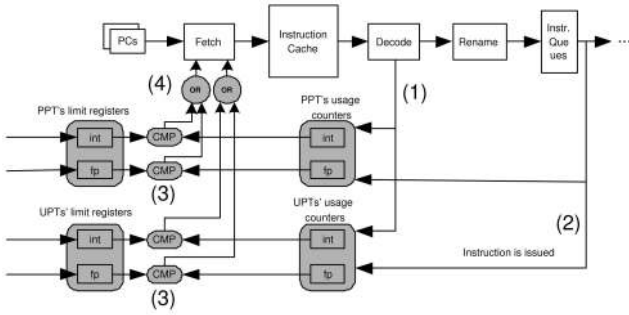 PCs
Fetch
Instruction
Cache
Decode
Rename
Instr.
Que
ues
...
(4)
OR
OR
(1)
PPT's limit registers
PPT's usage
counters
int
CMP
int
fp
CMP
fp
(3)
UPTs' limit registers
UPTs' usage
counters
(2)
int
CMP
int
Instruction is issued
fp
CMP
fp
(3)